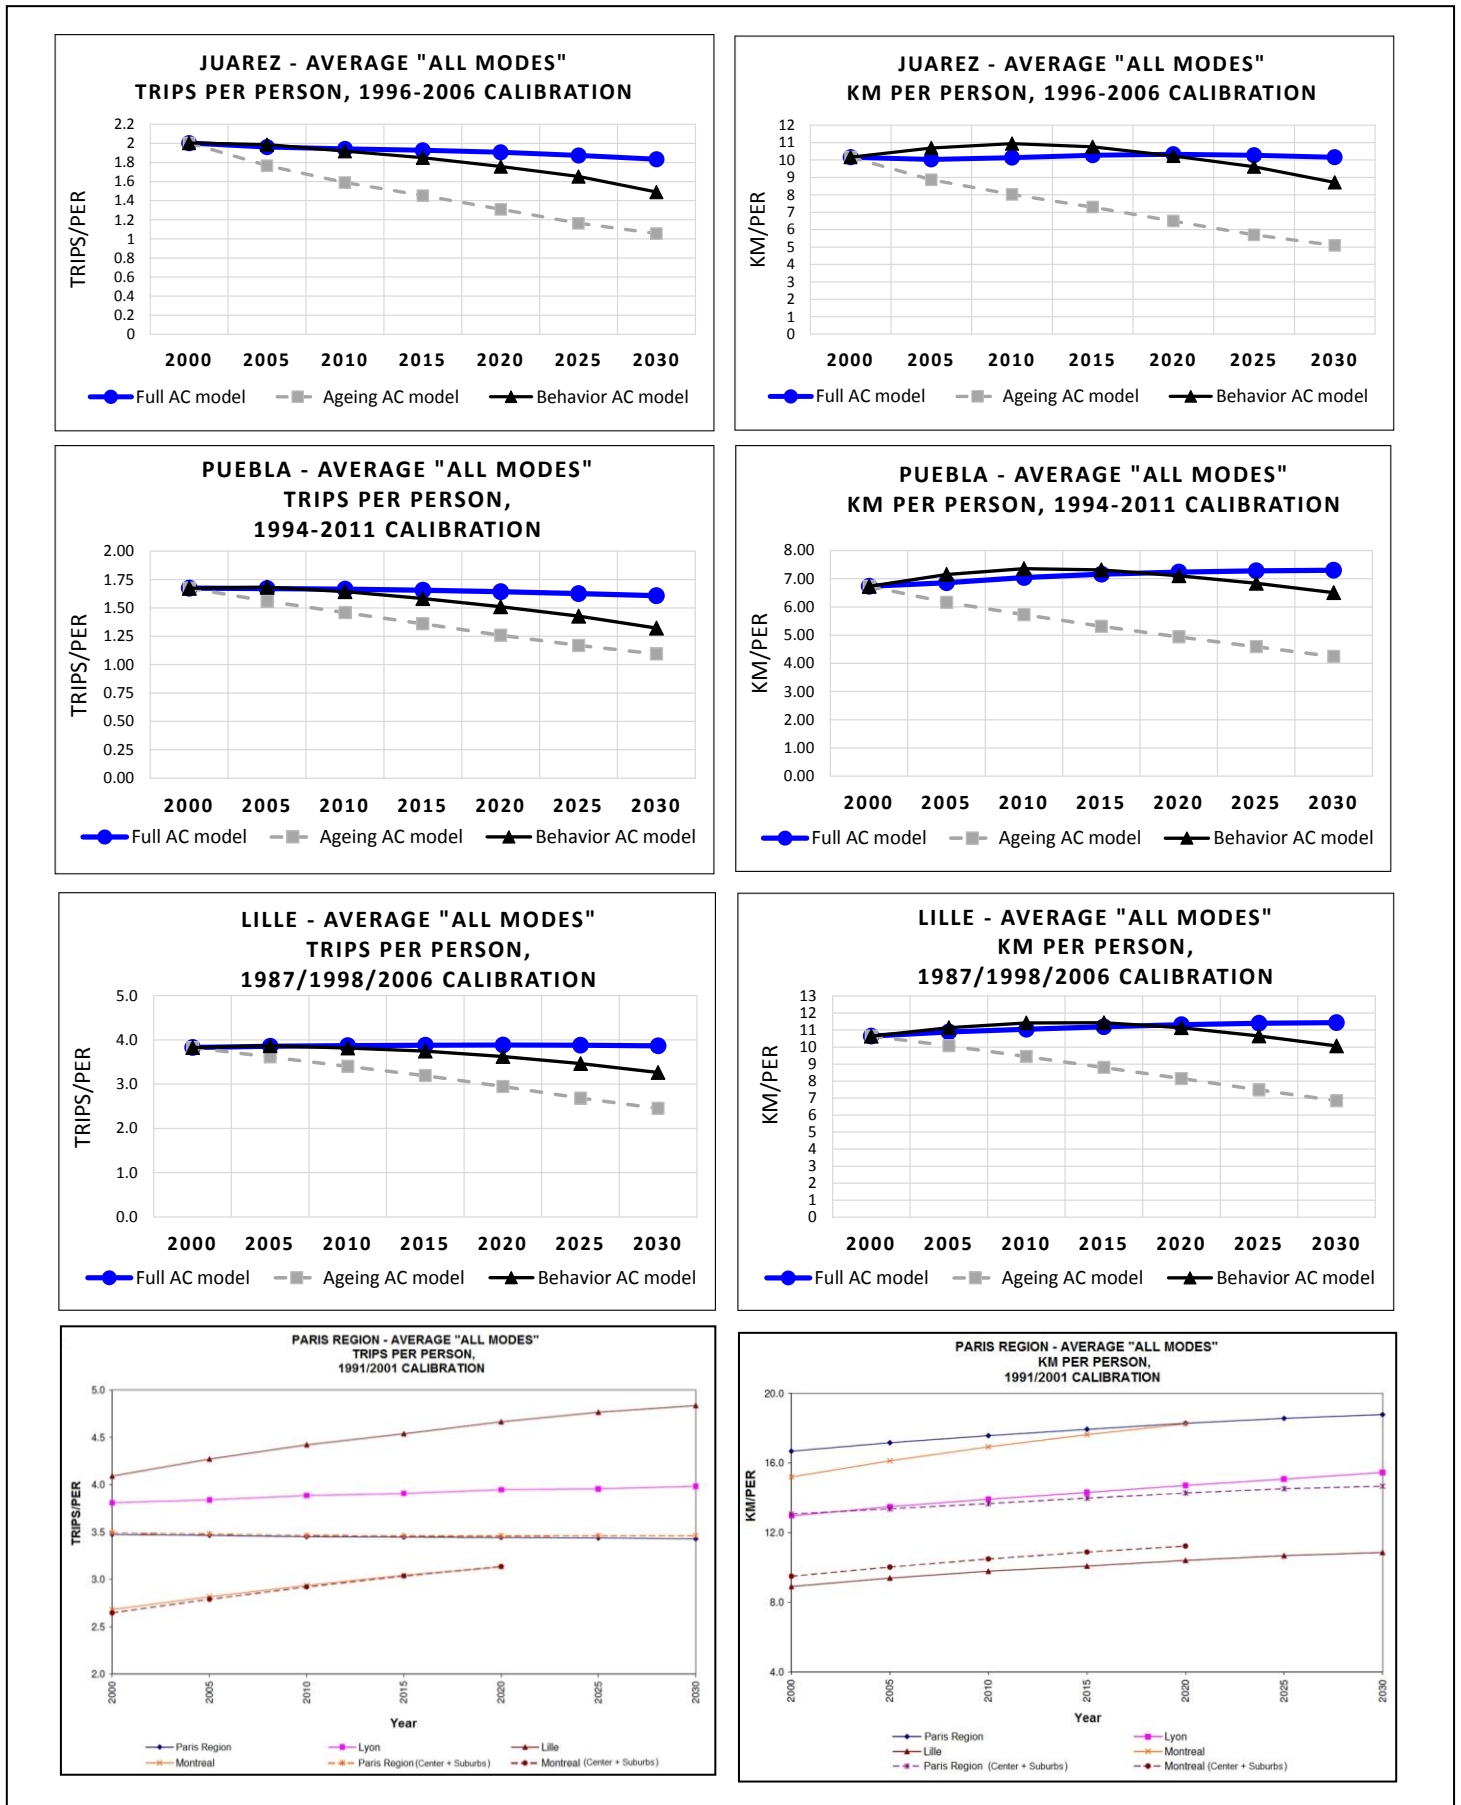 JUAREZ - AVERAGE "ALL MODES"
TRIPS PER PERSON, 1996-2006 CALIBRATION
TRIPS/PER
2.2
2
1.8
1.6
1.4
1.2
1
0.8
0.6
0.4
0.2
0
2000 2005 2010 2015 2020 2025 2030
Full AC model Ageing AC model Behavior AC model
JUAREZ - AVERAGE "ALL MODES"
KM PER PERSON, 1996-2006 CALIBRATION
KM/PER
12
11
10
9
8
7
6
5
4
3
2
1
0
2000 2005 2010 2015 2020 2025 2030
Full AC model Ageing AC model Behavior AC model
PUEBLA - AVERAGE "ALL MODES"
TRIPS PER PERSON,
1994-2011 CALIBRATION
TRIPS/PER
2.00
1.75
1.50
1.25
1.00
0.75
0.50
0.25
0.00
2000 2005 2010 2015 2020 2025 2030
Full AC model Ageing AC model Behavior AC model
PUEBLA - AVERAGE "ALL MODES"
KM PER PERSON, 1994-2011 CALIBRATION
KM/PER
8.00
7.00
6.00
5.00
4.00
3.00
2.00
1.00
0.00
2000 2005 2010 2015 2020 2025 2030
Full AC model Ageing AC model Behavior AC model
LILLE - AVERAGE "ALL MODES"
TRIPS PER PERSON,
1987/1998/2006 CALIBRATION
TRIPS/PER
5.0
4.0
3.0
2.0
1.0
0.0
2000 2005 2010 2015 2020 2025 2030
Full AC model Ageing AC model Behavior AC model
LILLE - AVERAGE "ALL MODES"
KM PER PERSON,
1987/1998/2006 CALIBRATION
KM/PER
13
12
11
10
9
8
7
6
5
4
3
2
1
0
2000 2005 2010 2015 2020 2025 2030
Full AC model Ageing AC model Behavior AC model
PARIS REGION - AVERAGE "ALL MODES"
TRIPS PER PERSON,
1991/2001 CALIBRATION
TRIPS/PER
5.0
4.5
4.0
3.5
3.0
2.5
2.0
2000 2005 2010 2015 2020 2025 2030
Year
Paris Region Lyon Lille
Montreal Paris Region (Center + Suburbs) Montreal (Center + Suburbs)
PARIS REGION - AVERAGE "ALL MODES"
KM PER PERSON,
1991/2001 CALIBRATION
KM/PER
20.0
16.0
12.0
8.0
4.0
2000 2005 2010 2015 2020 2025 2030
Year
Paris Region Lyon
Lille Montreal
Paris Region (Center + Suburbs) Montreal (Center + Suburbs)